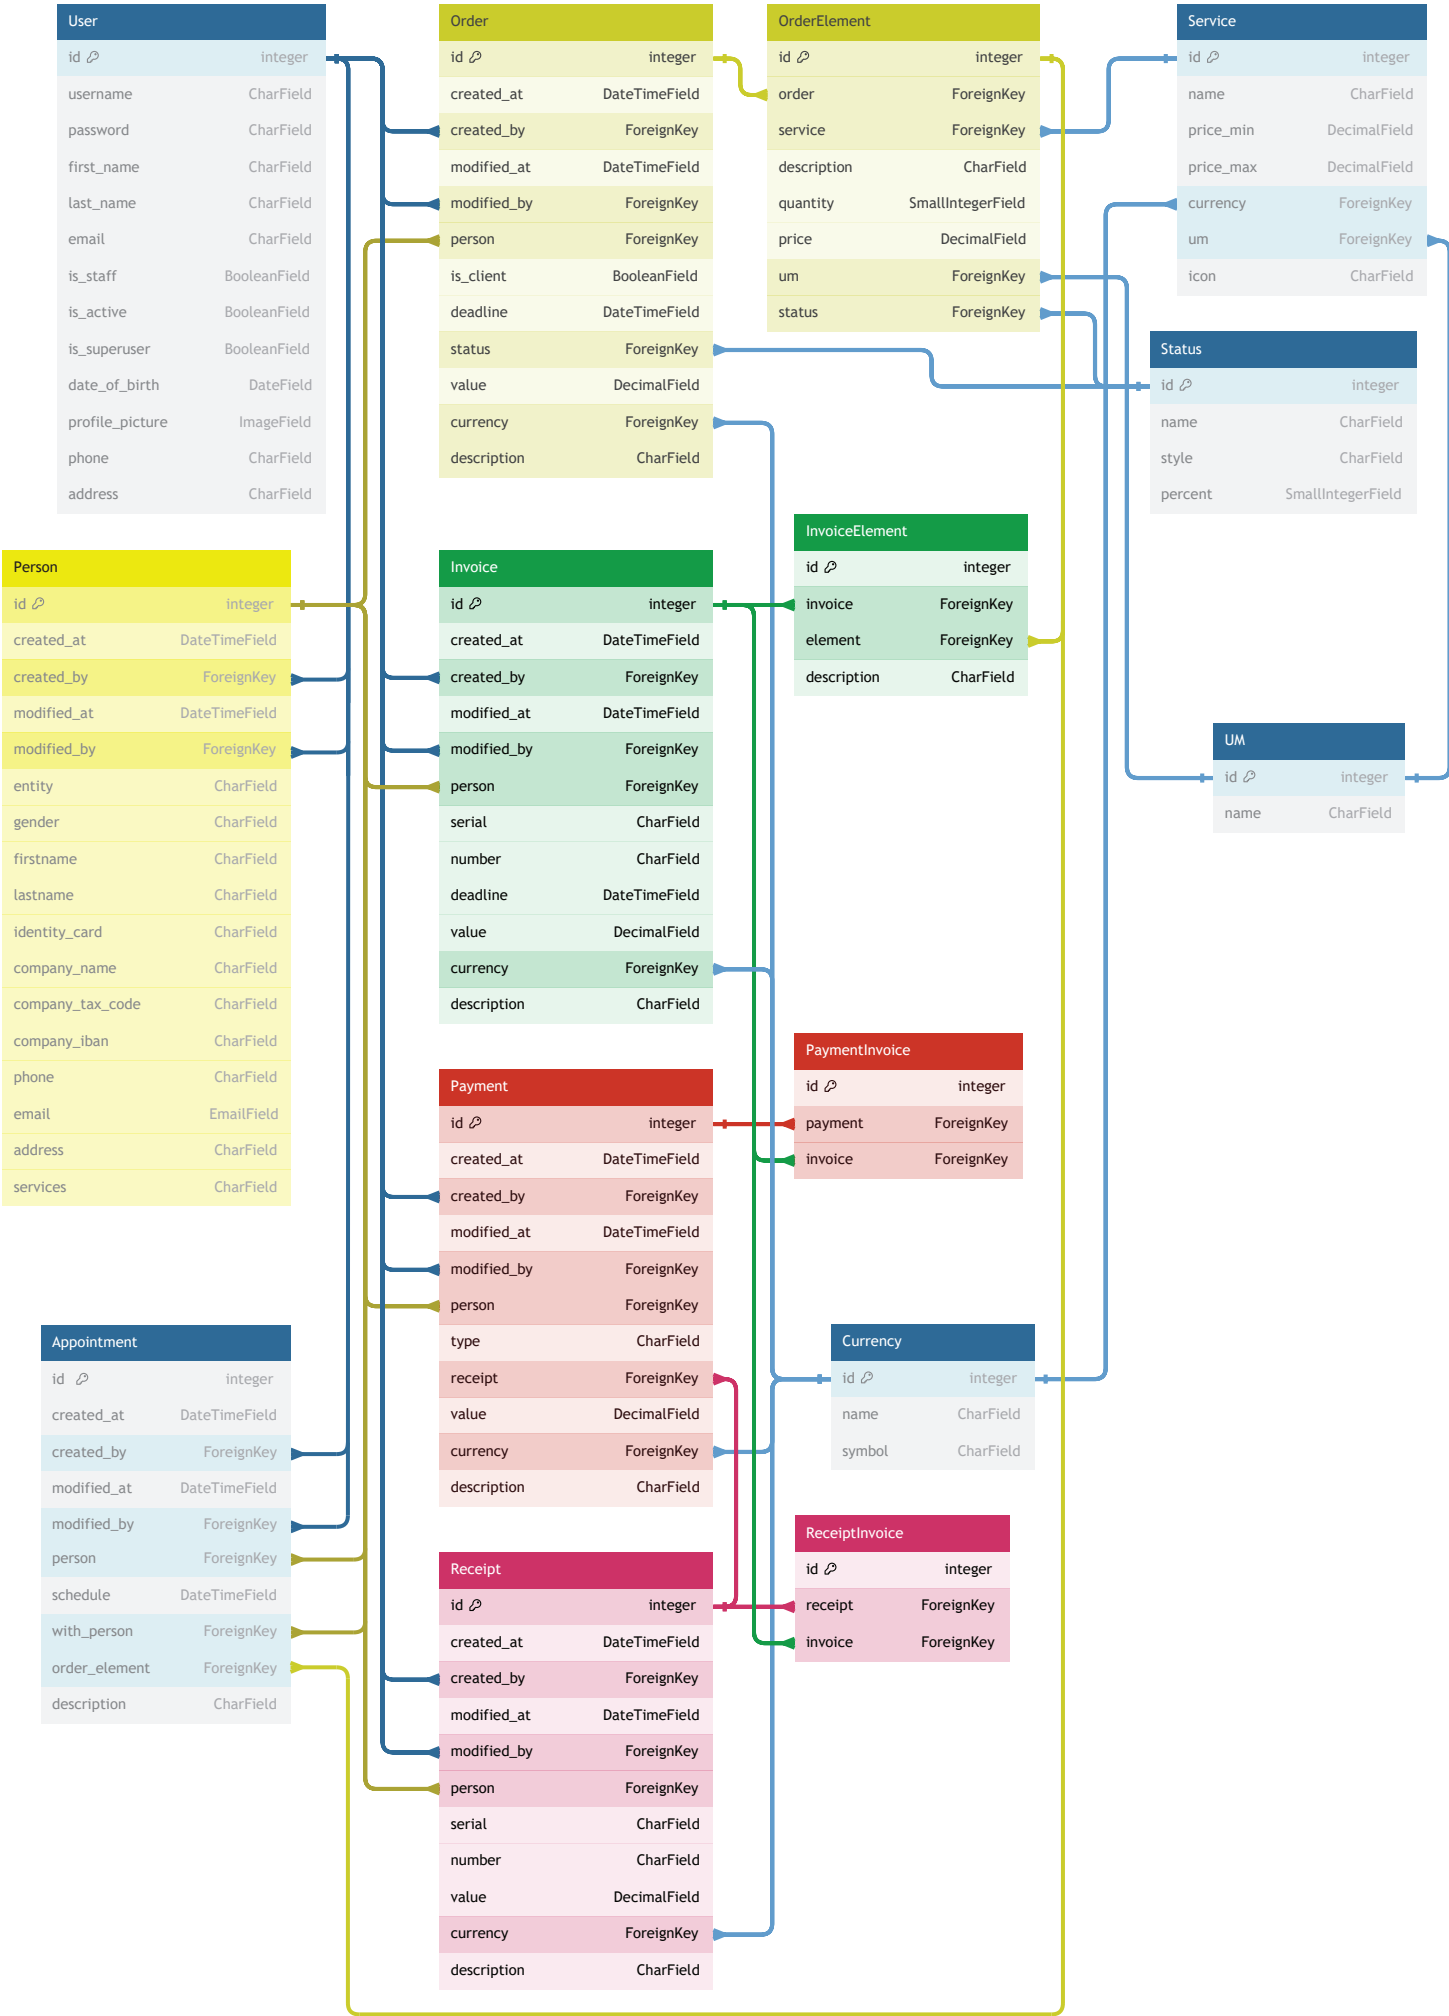 User
id integer
username CharField
password CharField
first_name CharField
last_name CharField
email CharField
is_staff BooleanField
is_active BooleanField
is_superuser BooleanField
date_of_birth DateField
profile_picture ImageField
phone CharField
address CharField
Order
id integer
created_at DateTimeField
created_by ForeignKey
modified_at DateTimeField
modified_by ForeignKey
person ForeignKey
is_client BooleanField
deadline DateTimeField
status ForeignKey
value DecimalField
currency ForeignKey
description CharField
OrderElement
id integer
order ForeignKey
service ForeignKey
description CharField
quantity SmallIntegerField
price DecimalField
um ForeignKey
status ForeignKey
Service
id integer
name CharField
price_min DecimalField
price_max DecimalField
currency ForeignKey
um ForeignKey
icon CharField
Status
id integer
name CharField
style CharField
percent SmallIntegerField
Person
id integer
created_at DateTimeField
created_by ForeignKey
modified_at DateTimeField
modified_by ForeignKey
entity CharField
gender CharField
firstname CharField
lastname CharField
identity_card CharField
company_name CharField
company_tax_code CharField
company_iban CharField
phone CharField
email EmailField
address CharField
services CharField
Invoice
id integer
created_at DateTimeField
created_by ForeignKey
modified_at DateTimeField
modified_by ForeignKey
person ForeignKey
serial CharField
number CharField
deadline DateTimeField
value DecimalField
currency ForeignKey
description CharField
InvoiceElement
id integer
invoice ForeignKey
element ForeignKey
description CharField
UM
id integer
name CharField
Payment
id integer
created_at DateTimeField
created_by ForeignKey
modified_at DateTimeField
modified_by ForeignKey
person ForeignKey
type CharField
receipt ForeignKey
value DecimalField
currency ForeignKey
description CharField
PaymentInvoice
id integer
payment ForeignKey
invoice ForeignKey
Appointment
id integer
created_at DateTimeField
created_by ForeignKey
modified_at DateTimeField
modified_by ForeignKey
person ForeignKey
schedule DateTimeField
with_person ForeignKey
order_element ForeignKey
description CharField
Currency
id integer
name CharField
symbol CharField
Receipt
id integer
created_at DateTimeField
created_by ForeignKey
modified_at DateTimeField
modified_by ForeignKey
person ForeignKey
serial CharField
number CharField
value DecimalField
currency ForeignKey
description CharField
ReceiptInvoice
id integer
receipt ForeignKey
invoice ForeignKey